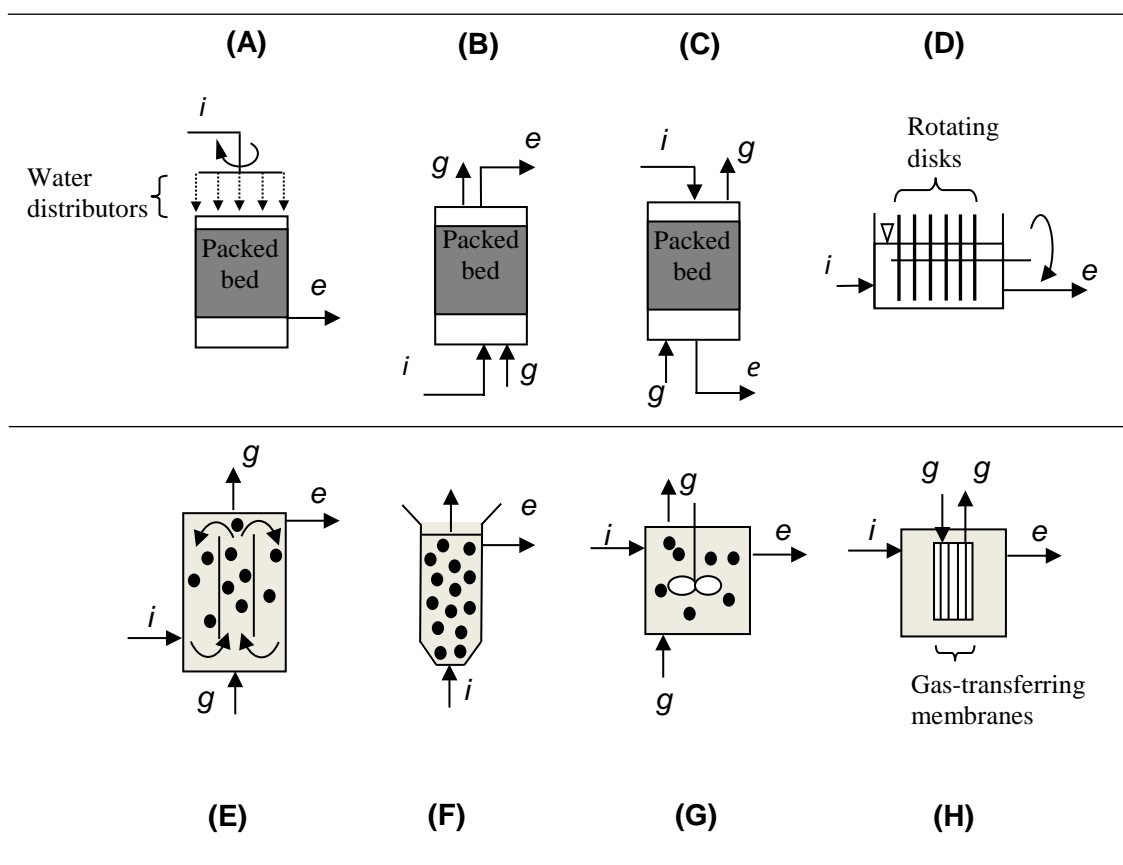 (A)
(B)
(C)
(D)
i
Water
distributors
Packed
bed
e
g
e
Packed
bed
i
g
i
g
Packed
bed
g
e
Rotating
disks
i
e
g
e
i
g
e
i
g
i
e
g
g
g
i
e
Gas-transferring
membranes
(E)
(F)
(G)
(H)